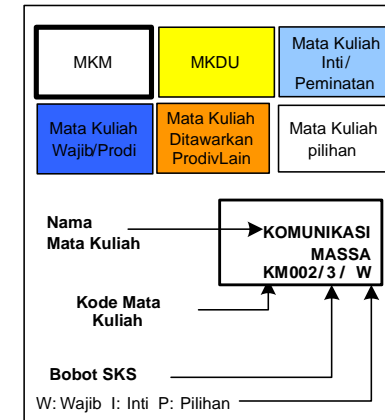 MKM
MKDU
Mata Kuliah
Inti/
Peminatan
Mata Kuliah
Wajib/Prodi
Mata Kuliah
Ditawarkan
ProdivLain
Mata Kuliah
pilihan
Nama
Mata Kuliah
KOMUNIKASI
MASSA
KM002/3/ W
Kode Mata
Kuliah
Bobot SKS
W: Wajib I: Inti P: Pilihan